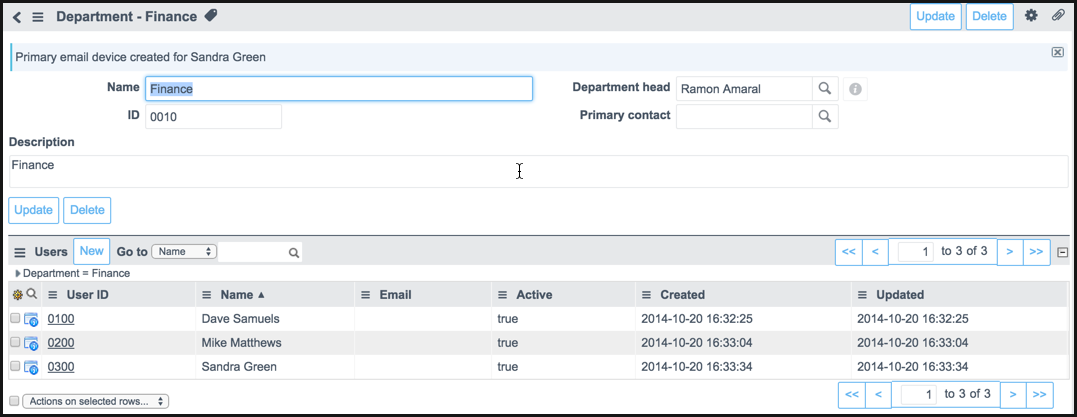 Department - Finance Update Delete
Primary email device created for Sandra Green
Name Finance Department head Ramon Amaral
ID 0010 Primary contact
Description
Finance
Update Delete
Users New Go to Name << < 1 to 3 of 3 > >>
Department = Finance
User ID Name ▲ Email Active Created Updated
0100 Dave Samuels true 2014-10-20 16:32:25 2014-10-20 16:32:25
0200 Mike Matthews true 2014-10-20 16:33:04 2014-10-20 16:33:04
0300 Sandra Green true 2014-10-20 16:33:34 2014-10-20 16:33:34
Actions on selected rows... << < 1 to 3 of 3 > >>